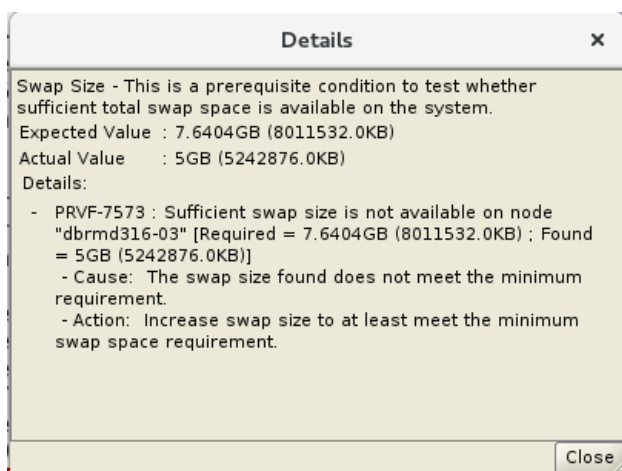 Details
×
Swap Size - This is a prerequisite condition to test whether
sufficient total swap space is available on the system.
Expected Value : 7.6404GB (8011532.0KB)
Actual Value : 5GB (5242876.0KB)
Details:
- PRVF-7573 : Sufficient swap size is not available on node
"dbrmd316-03" [Required = 7.6404GB (8011532.0KB) ; Found
= 5GB (5242876.0KB)]
- Cause: The swap size found does not meet the minimum
requirement.
- Action: Increase swap size to at least meet the minimum
swap space requirement.
Close